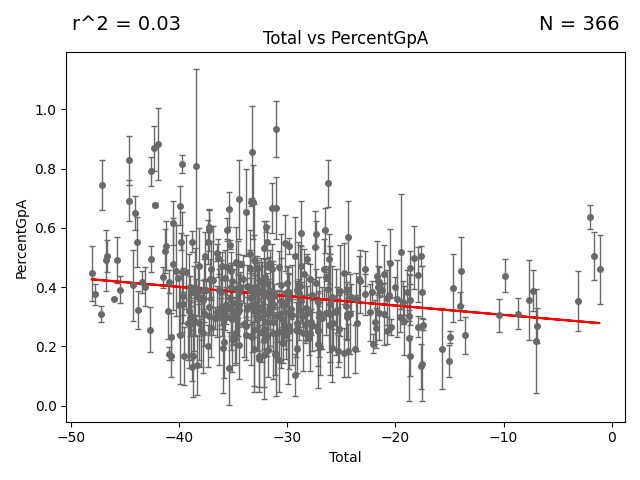 r^2 = 0.03
N = 366
Total vs PercentGpA
PercentGpA
1.0
0.8
0.6
0.4
0.2
0.0
−50
−40
−30
−20
−10
0
Total